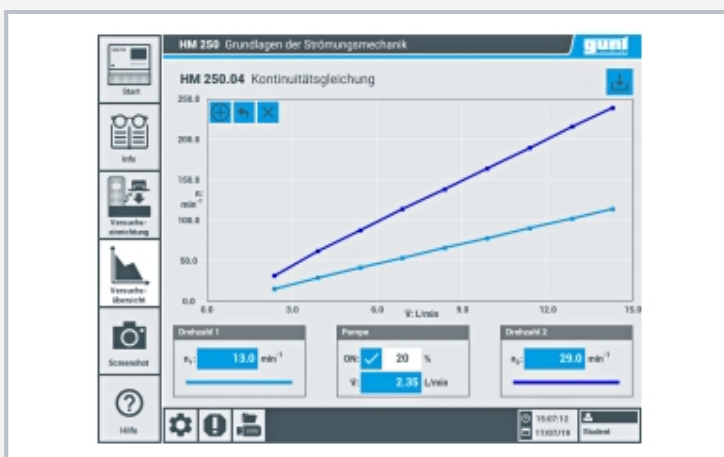 HM 250 Grundlagen der Strömungsmechanik
gunt
Start
HM 250.04 Kontinuitätsgleichung
250.0
200.0
150.0
n:
min⁻¹
100.0
50.0
0.0
0.0 3.0 6.0 9.0 12.0 15.0
V̇: L/min
Info
Versuchs-
einrichtung
Versuchs-
übersicht
Screenshot
Hilfe
Drehzahl 1
n₁: 13.0 min⁻¹
Pumpe
ON: 20 %
V̇: 2.35 L/min
Drehzahl 2
n₂: 29.0 min⁻¹
15:07:12
17/07/19
Student